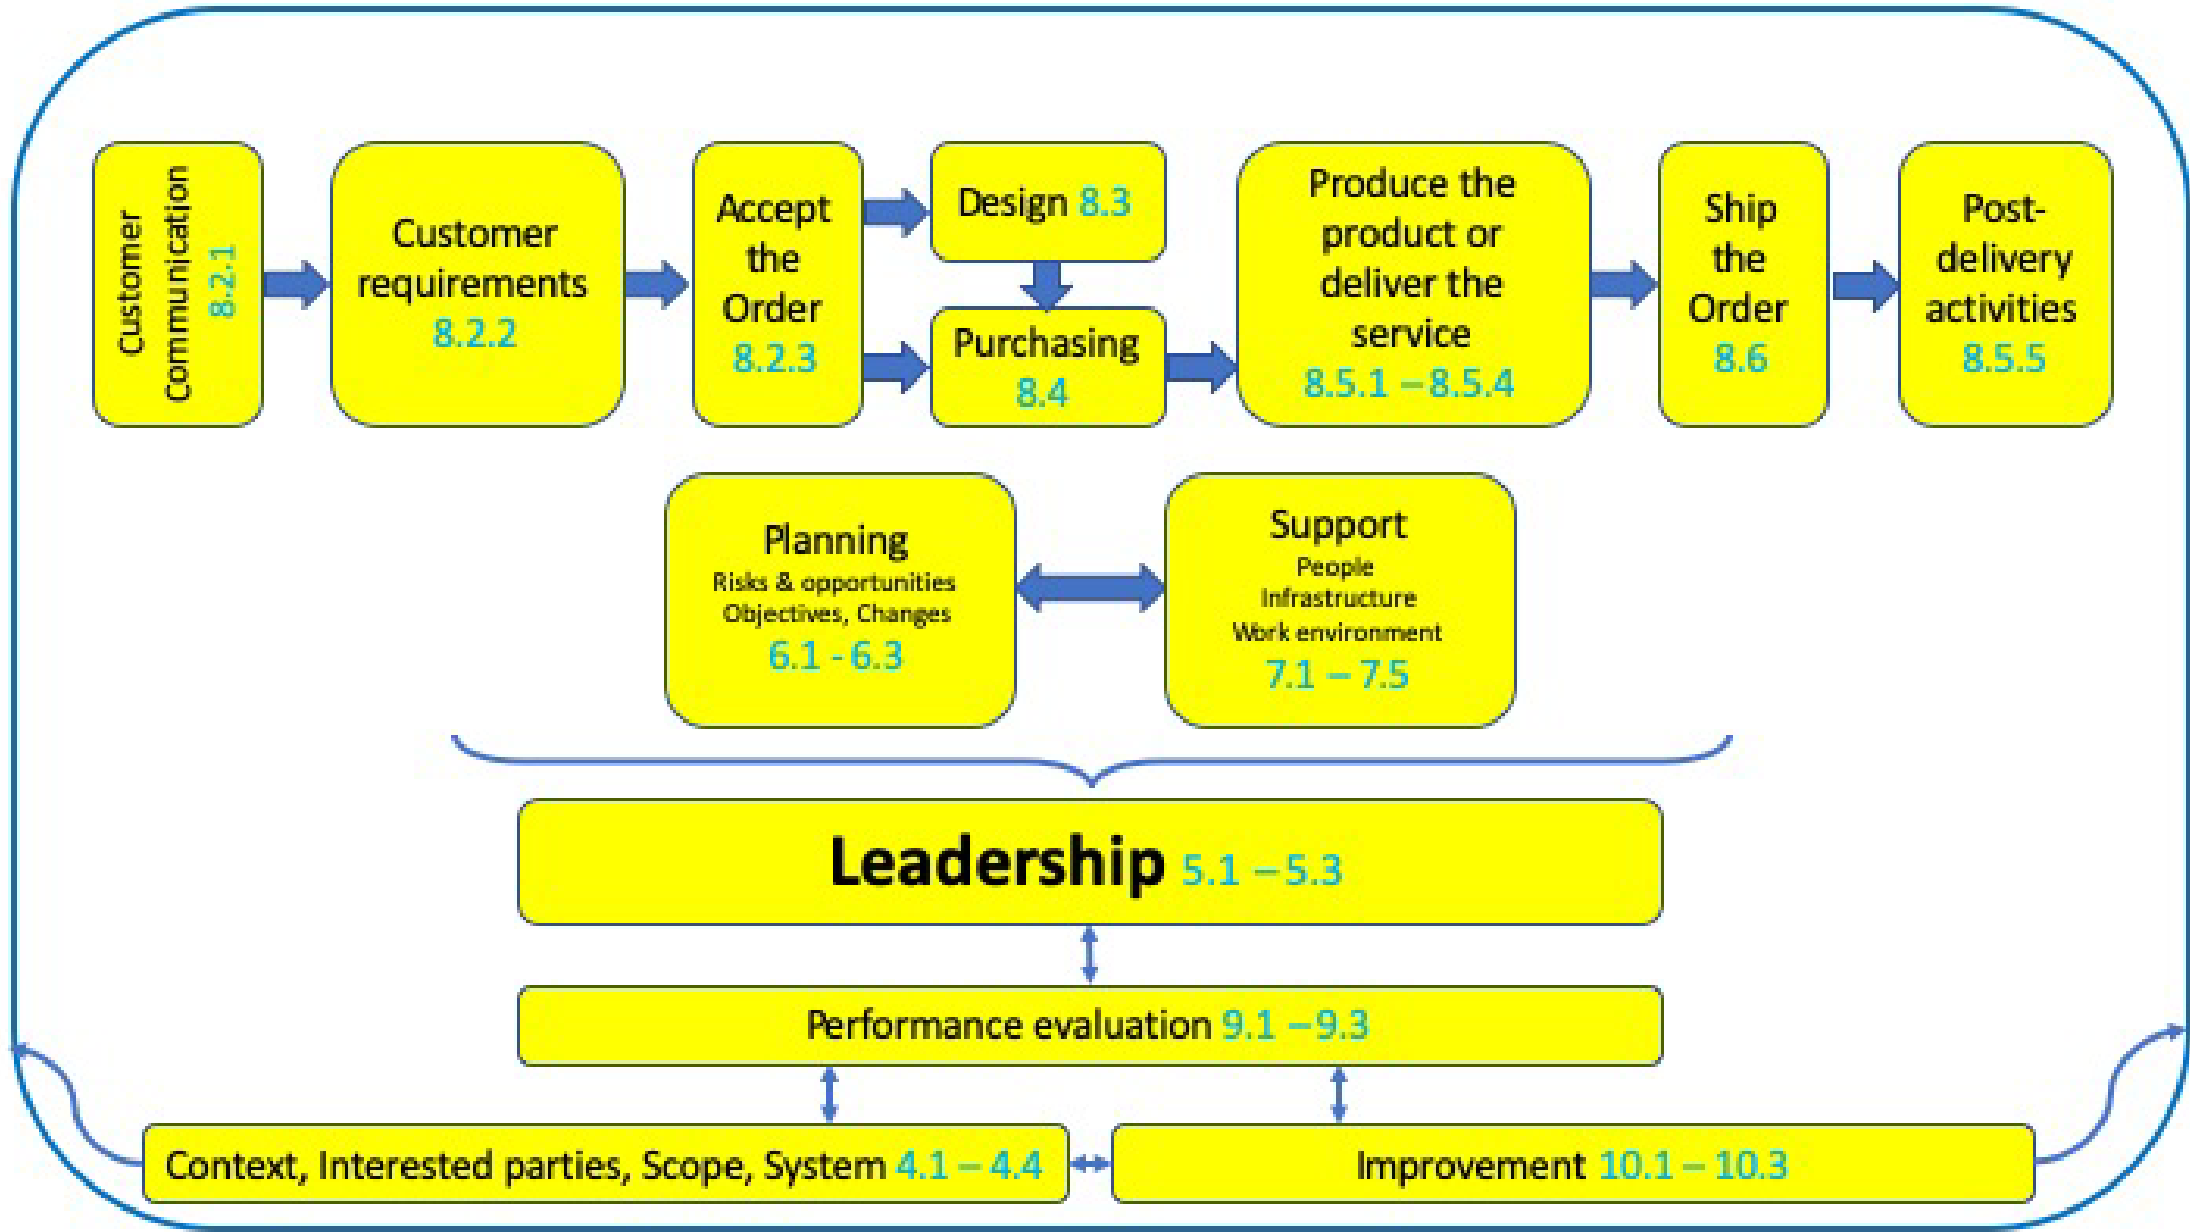 Customer
Communication
8.2.1
Customer
requirements
8.2.2
Accept
the
Order
8.2.3
Design 8.3
Purchasing
8.4
Produce the
product or
deliver the
service
8.5.1 – 8.5.4
Ship
the
Order
8.6
Post-
delivery
activities
8.5.5
Planning
Risks & opportunities
Objectives, Changes
6.1 - 6.3
Support
People
Infrastructure
Work environment
7.1 – 7.5
Leadership 5.1 – 5.3
Performance evaluation 9.1 – 9.3
Context, Interested parties, Scope, System 4.1 – 4.4
Improvement 10.1 – 10.3